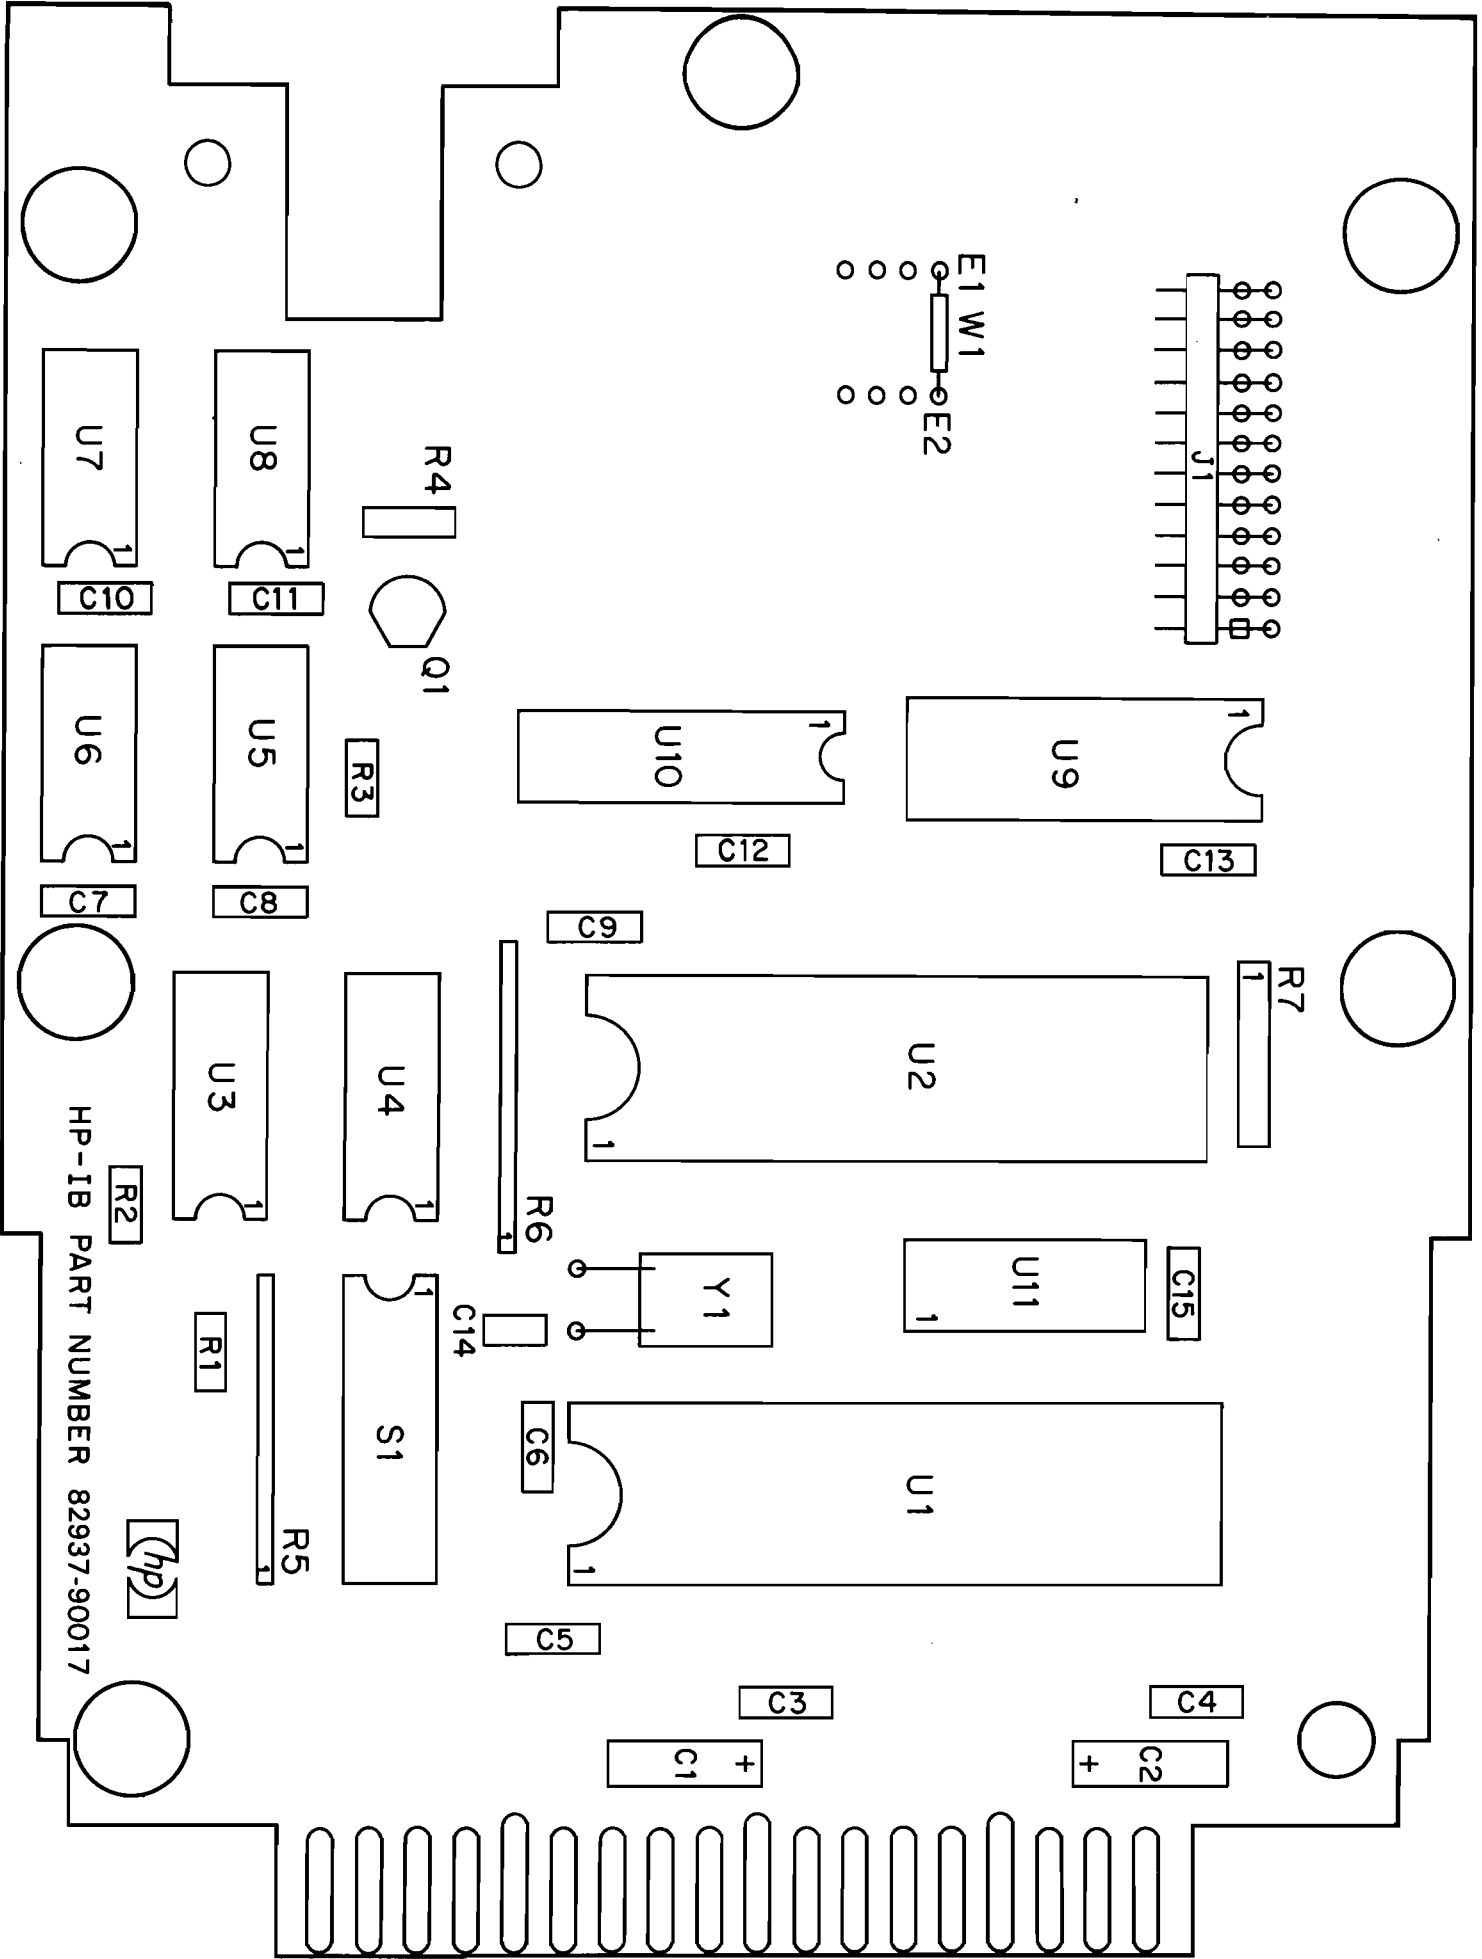 E1 W1
E2
J1
U7
1
U8
1
R4
C10
C11
Q1
U6
1
U5
1
R3
U10
1
U9
1
C12
C13
C7
C8
C9
R7
1
U3
1
U4
1
U2
1
R6
1
R2
HP-IB PART NUMBER 82937-90017
R1
R5
1
S1
1
C14
Y1
U11
1
C15
C6
U1
1
hp
C5
C3
C4
C1 +
+ C2